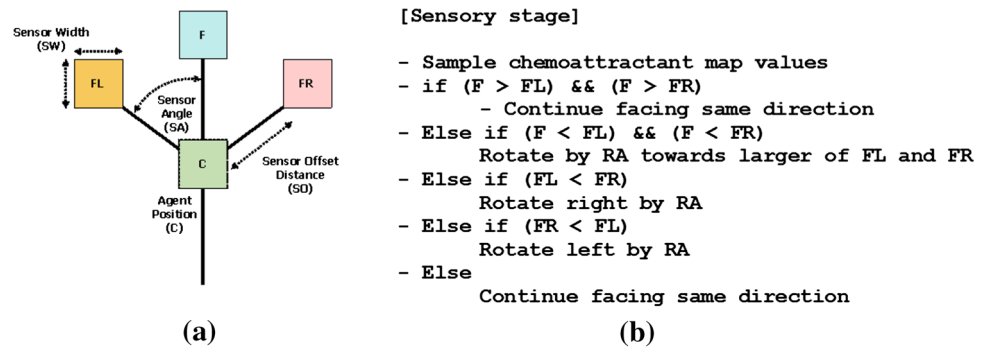 Sensor Width
(SW)
F
FL
FR
Sensor
Angle
(SA)
C
Sensor Offset
Distance
(SO)
Agent
Position
(C)
(a)
[Sensory stage]
- Sample chemoattractant map values
- if (F > FL) && (F > FR)
- Continue facing same direction
- Else if (F < FL) && (F < FR)
Rotate by RA towards larger of FL and FR
- Else if (FL < FR)
Rotate right by RA
- Else if (FR < FL)
Rotate left by RA
- Else
Continue facing same direction
(b)